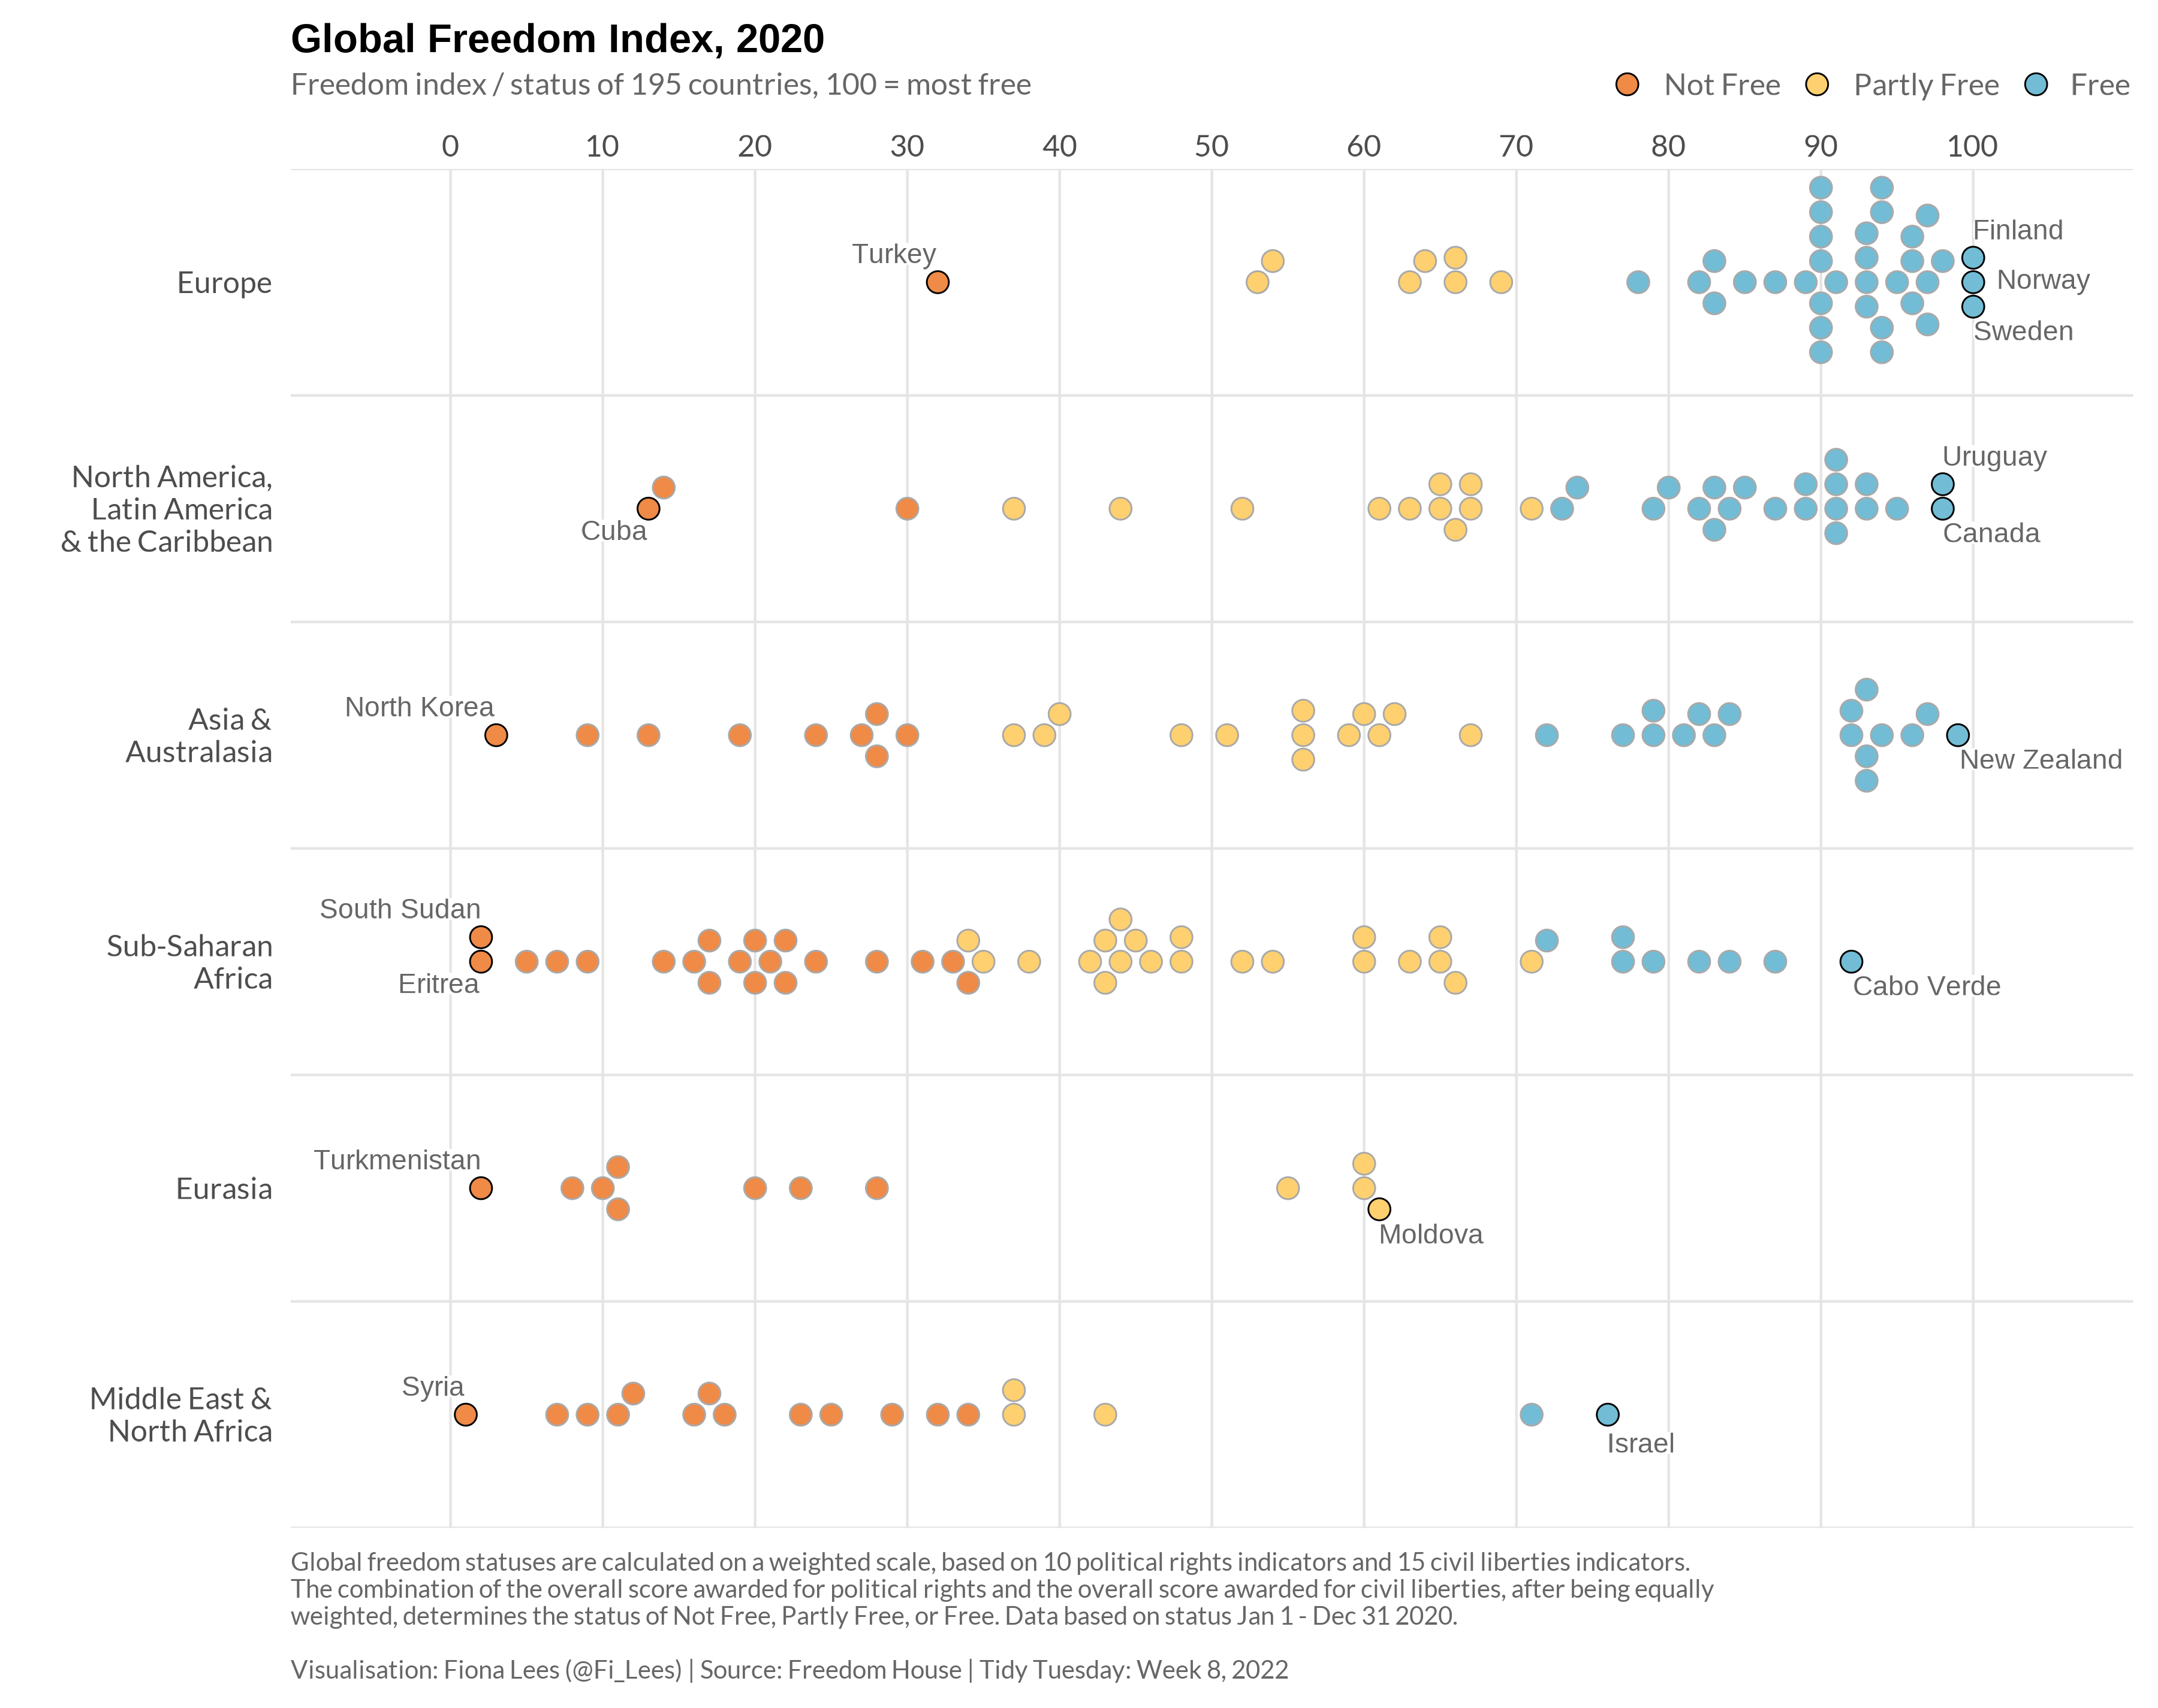 Global Freedom Index, 2020
Freedom index / status of 195 countries, 100 = most free
Not Free
Partly Free
Free
0 10 20 30 40 50 60 70 80 90 100
Europe
Turkey
Finland
Norway
Sweden
North America,
Latin America
& the Caribbean
Cuba
Uruguay
Canada
Asia &
Australasia
North Korea
New Zealand
Sub-Saharan
Africa
South Sudan
Eritrea
Cabo Verde
Eurasia
Turkmenistan
Moldova
Middle East &
North Africa
Syria
Israel
Global freedom statuses are calculated on a weighted scale, based on 10 political rights indicators and 15 civil liberties indicators.
The combination of the overall score awarded for political rights and the overall score awarded for civil liberties, after being equally
weighted, determines the status of Not Free, Partly Free, or Free. Data based on status Jan 1 - Dec 31 2020.
Visualisation: Fiona Lees (@Fi_Lees) | Source: Freedom House | Tidy Tuesday: Week 8, 2022